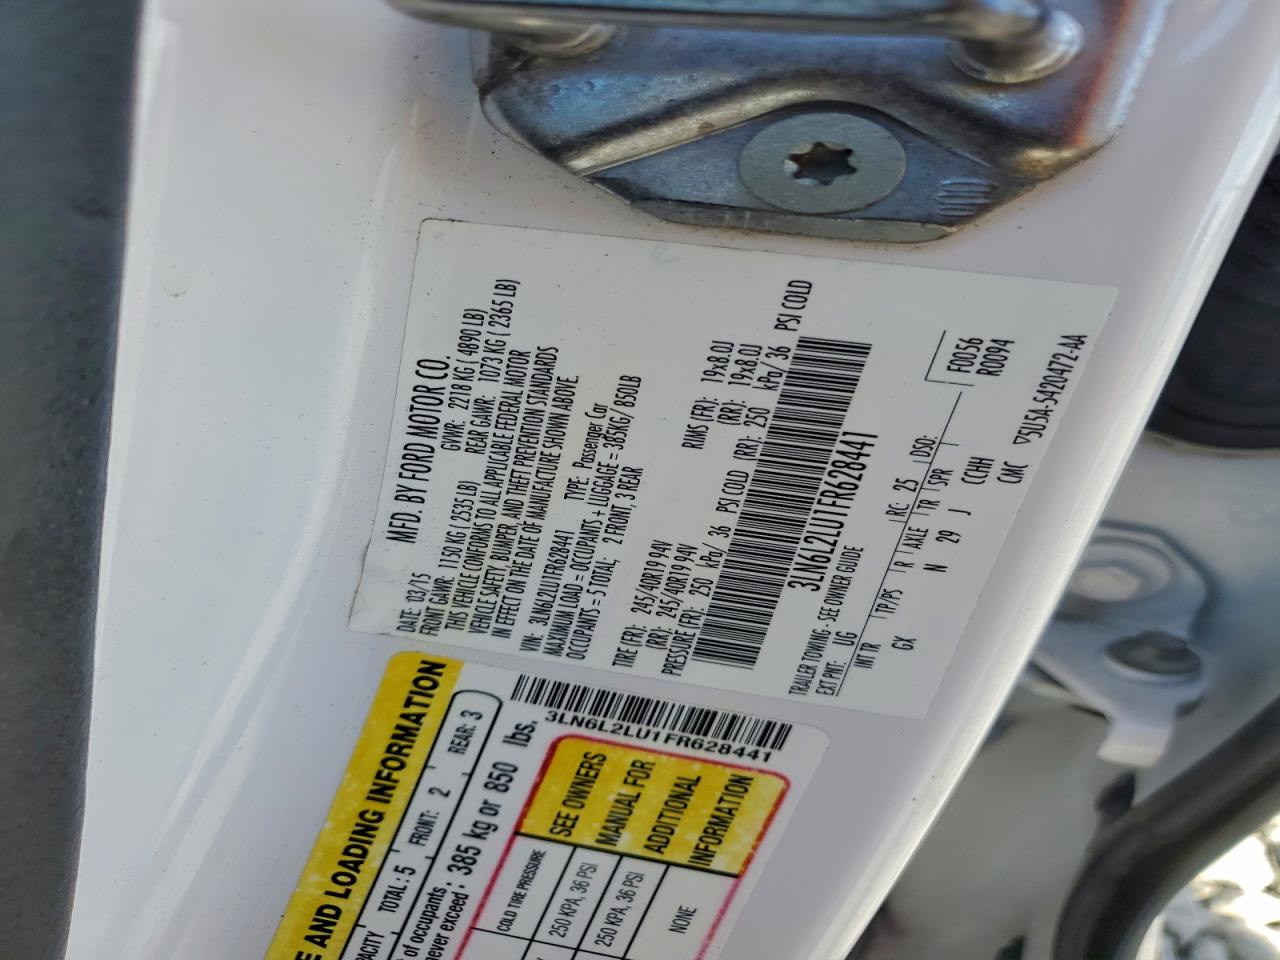 MFD. BY FORD MOTOR CO.
DATE: 03/15 GVWR: 2218 KG ( 4890 LB)
FRONT GAWR: 1150 KG ( 2535 LB) REAR GAWR: 1073 KG ( 2365 LB)
THIS VEHICLE CONFORMS TO ALL APPLICABLE FEDERAL MOTOR
VEHICLE SAFETY, BUMPER, AND THEFT PREVENTION STANDARDS
IN EFFECT ON THE DATE OF MANUFACTURE SHOWN ABOVE.
VIN: 3LN6L2LU1FR628441 TYPE: Passenger Car
MAXIMUM LOAD = OCCUPANTS + LUGGAGE = 385KG/ 850LB
OCCUPANTS = 5 TOTAL; 2 FRONT, 3 REAR
TIRE (FR): 245/40R19 94V RIMS (FR): 19x8.0J
(RR): 245/40R19 94V (RR): 19x8.0J
PRESSURE (FR): 250 kPa/ 36 PSI COLD (RR): 250 kPa/ 36 PSI COLD
3LN6L2LU1FR628441
TRAILER TOWING - SEE OWNER GUIDE
EXT PNT: UG RC: 25 DSO: F0056
INT TR TP/PS R AXLE TR SPR R0094
GX N 29 J CCHH
CMC 5U5A-5420472-AA
E AND LOADING INFORMATION
PACITY TOTAL: 5 FRONT: 2 REAR: 3
of occupants
never exceed: 385 kg or 850 lbs.
3LN6L2LU1FR628441
COLD TIRE PRESSURE
250 KPA, 36 PSI
250 KPA, 36 PSI
NONE
SEE OWNERS
MANUAL FOR
ADDITIONAL
INFORMATION